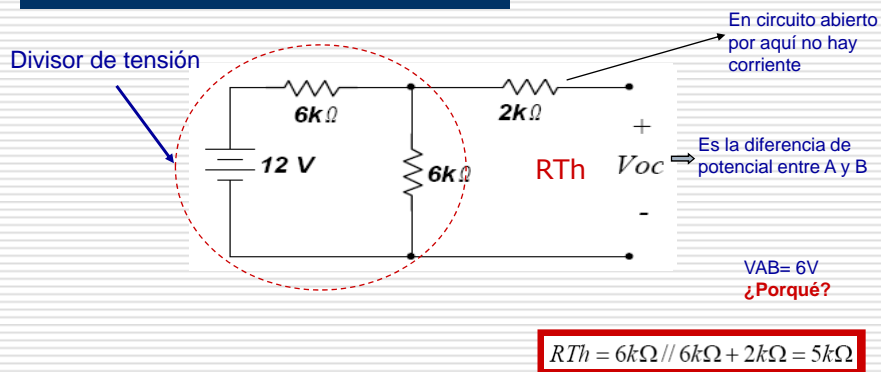 En circuito abierto
por aquí no hay
corriente
Divisor de tensión
6kΩ
2kΩ
+
12 V
6kΩ
RTh
Voc
Es la diferencia de
potencial entre A y B
-
VAB= 6V
¿Porqué?
RTh = 6kΩ // 6kΩ + 2kΩ = 5kΩ